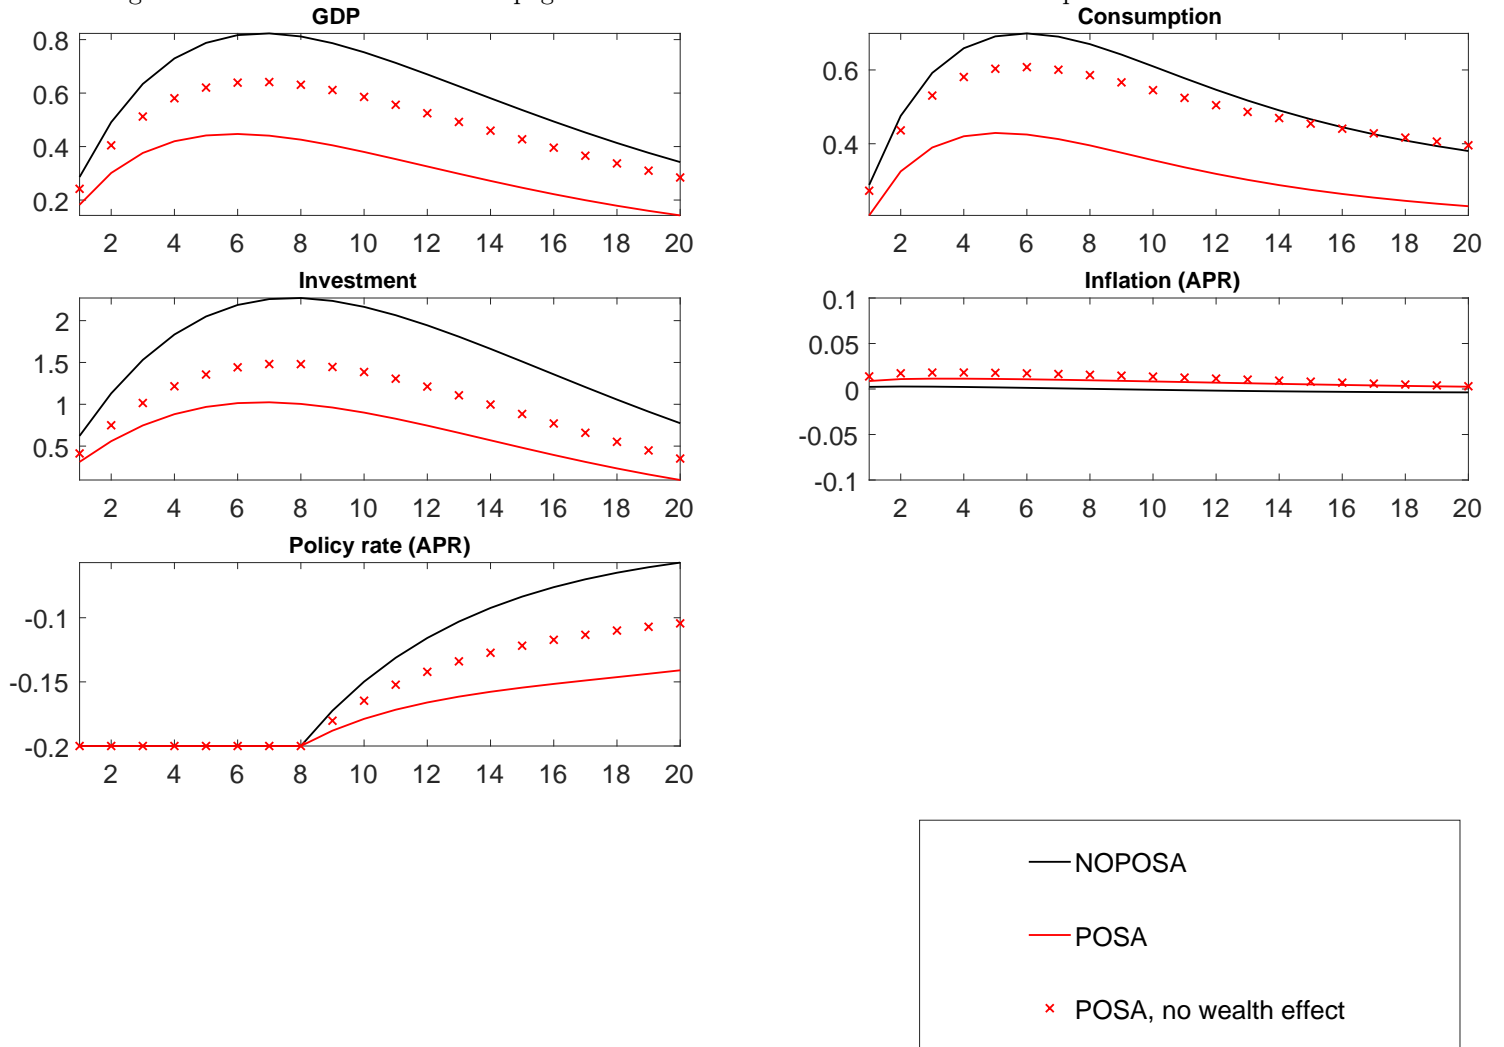 GDP
Consumption
0.8
0.6
0.4
0.2
2 4 6 8 10 12 14 16 18 20
0.6
0.4
2 4 6 8 10 12 14 16 18 20
Investment
Inflation (APR)
2
1.5
1
0.5
2 4 6 8 10 12 14 16 18 20
0.1
0.05
0
-0.05
-0.1
2 4 6 8 10 12 14 16 18 20
Policy rate (APR)
-0.1
-0.15
-0.2
2 4 6 8 10 12 14 16 18 20
NOPOSA
POSA
POSA, no wealth effect